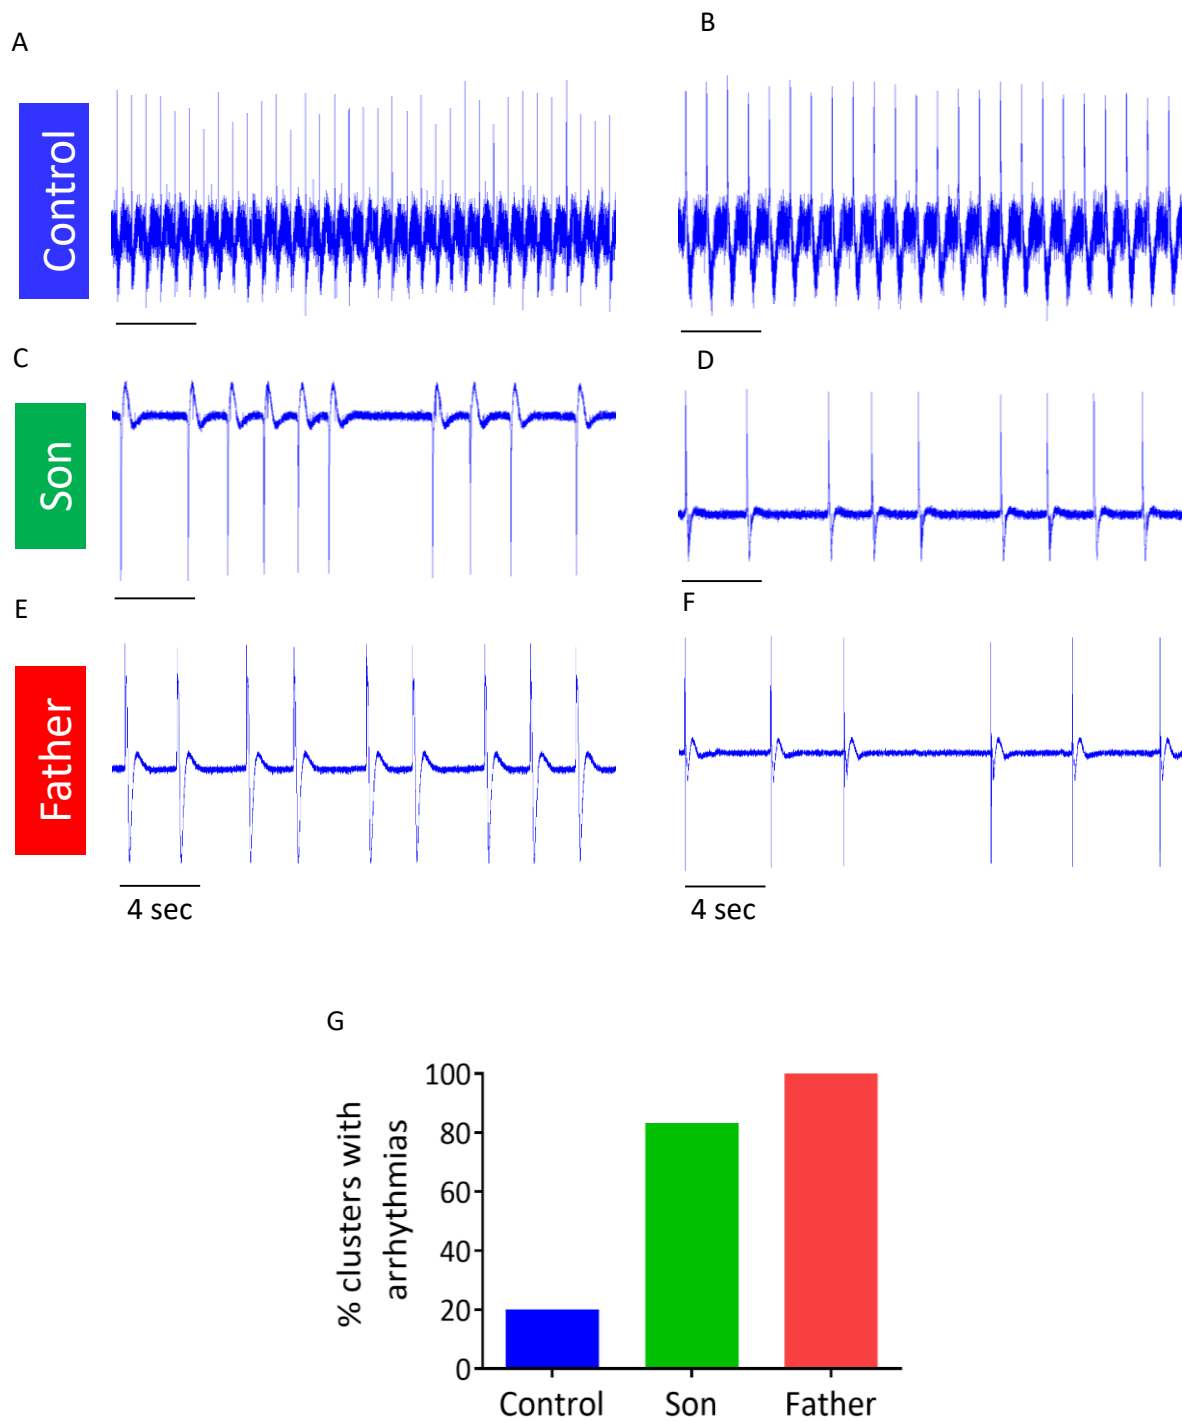 A
B
Control
C
D
Son
E
F
Father
4 sec
4 sec
G
% clusters with
arrhythmias
100
80
60
40
20
0
Control
Son
Father